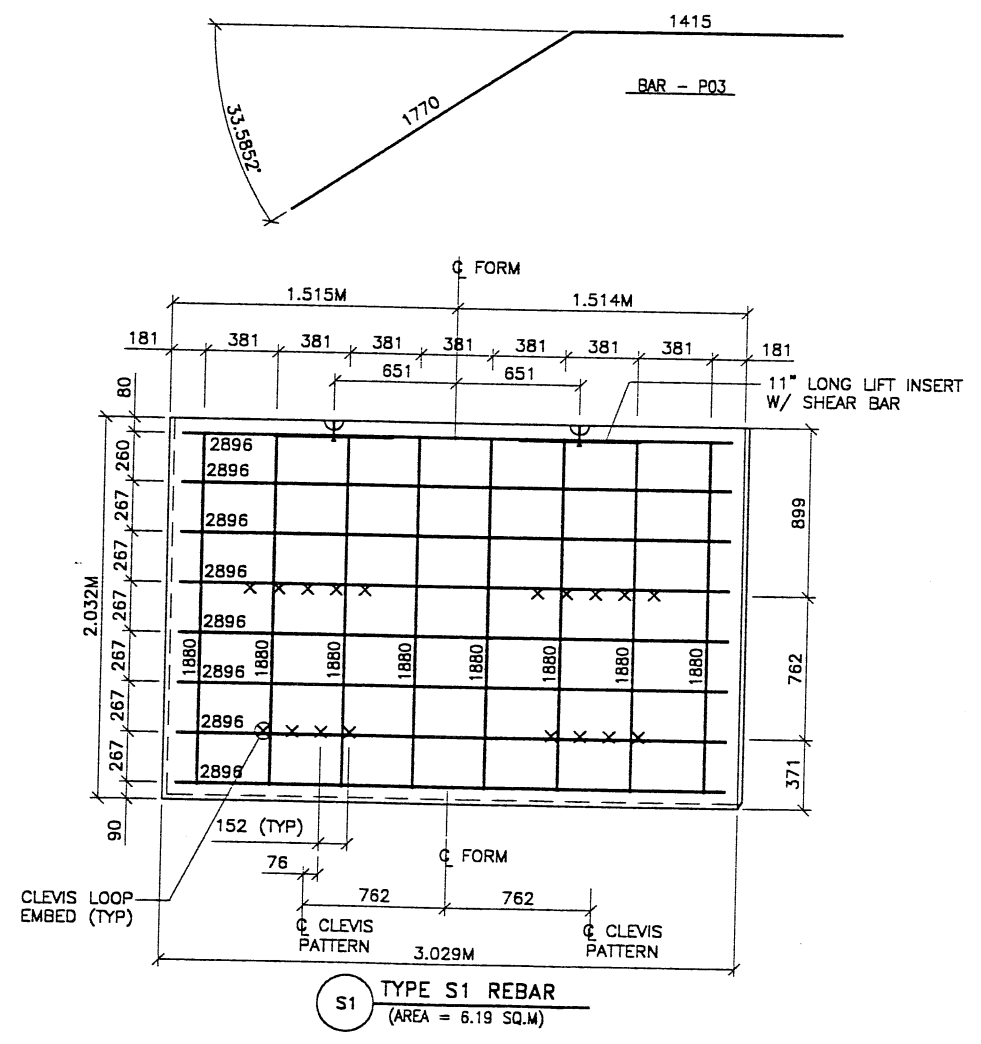 1415
BAR - P03
1770
33.5852°
℄ FORM
1.515M
1.514M
181
381
381
381
381
381
381
381
181
651
651
11" LONG LIFT INSERT
W/ SHEAR BAR
80
260
267
267
267
267
267
267
90
2.032M
2896
2896
2896
2896
2896
2896
2896
2896
1880
1880
1880
1880
1880
1880
1880
1880
899
762
371
152 (TYP)
76
℄ FORM
762
762
CLEVIS LOOP
EMBED (TYP)
℄ CLEVIS
PATTERN
℄ CLEVIS
PATTERN
3.029M
S1
TYPE S1 REBAR
(AREA = 6.19 SQ.M)